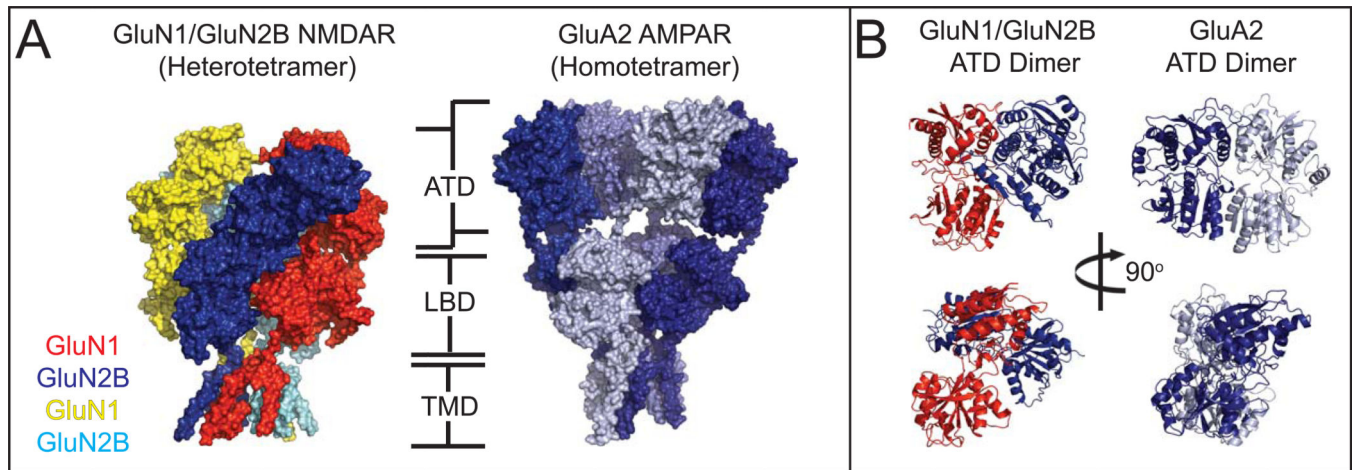 A
GluN1/GluN2B NMDAR
(Heterotetramer)
GluA2 AMPAR
(Homotetramer)
ATD
LBD
TMD
GluN1
GluN2B
GluN1
GluN2B
B
GluN1/GluN2B
ATD Dimer
GluA2
ATD Dimer
90o